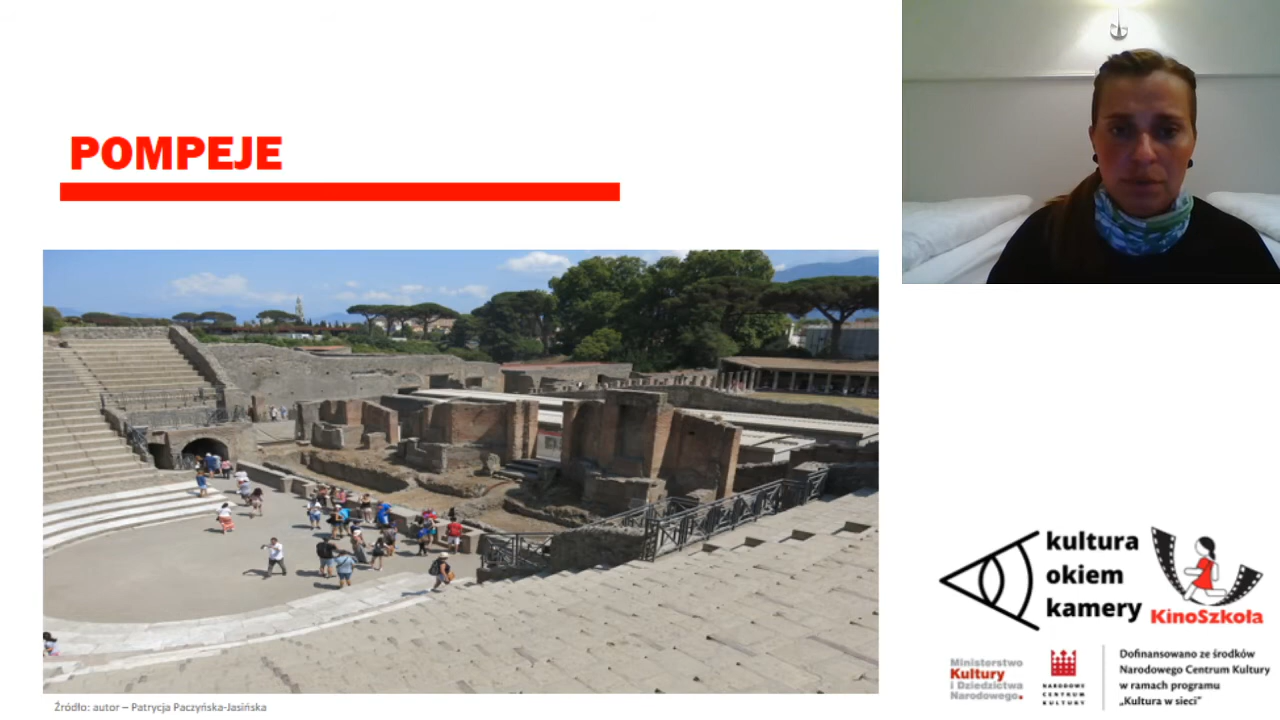 POMPEJE
Źródło: autor – Patrycja Paczyńska-Jasińska
kultura
okiem
kamery
KinoSzkoła
Ministerstwo
Kultury
i Dziedzictwa
Narodowego.
NARODOWE
CENTRUM
KULTURY
Dofinansowano ze środków
Narodowego Centrum Kultury
w ramach programu
„Kultura w sieci”